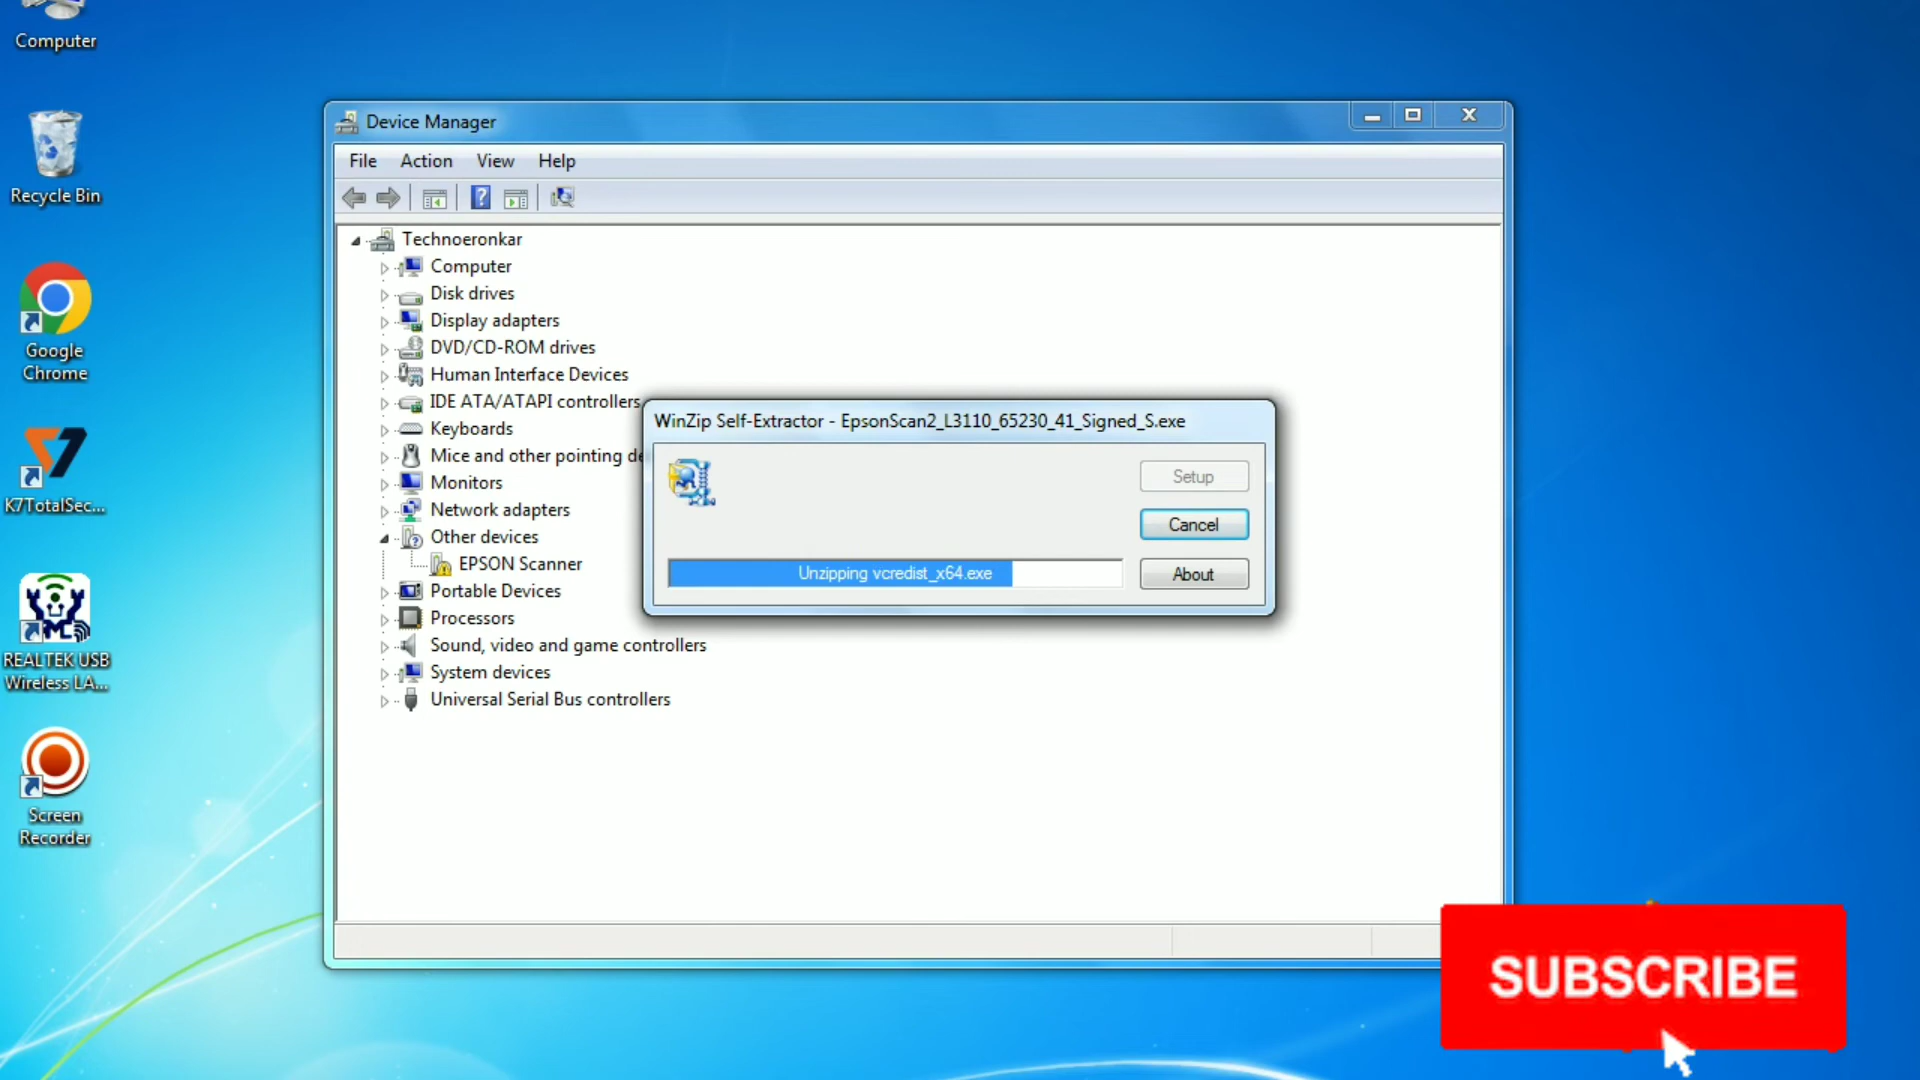 Computer
Recycle Bin
Google
Chrome
K7TotalSec...
REALTEK USB
Wireless LA...
Screen
Recorder
Device Manager
File Action View Help
Technoeronkar
Computer
Disk drives
Display adapters
DVD/CD-ROM drives
Human Interface Devices
IDE ATA/ATAPI controllers
Keyboards
Mice and other pointing de
Monitors
Network adapters
Other devices
EPSON Scanner
Portable Devices
Processors
Sound, video and game controllers
System devices
Universal Serial Bus controllers
WinZip Self-Extractor - EpsonScan2_L3110_65230_41_Signed_S.exe
Setup
Cancel
Unzipping vcredist_x64.exe
About
SUBSCRIBE